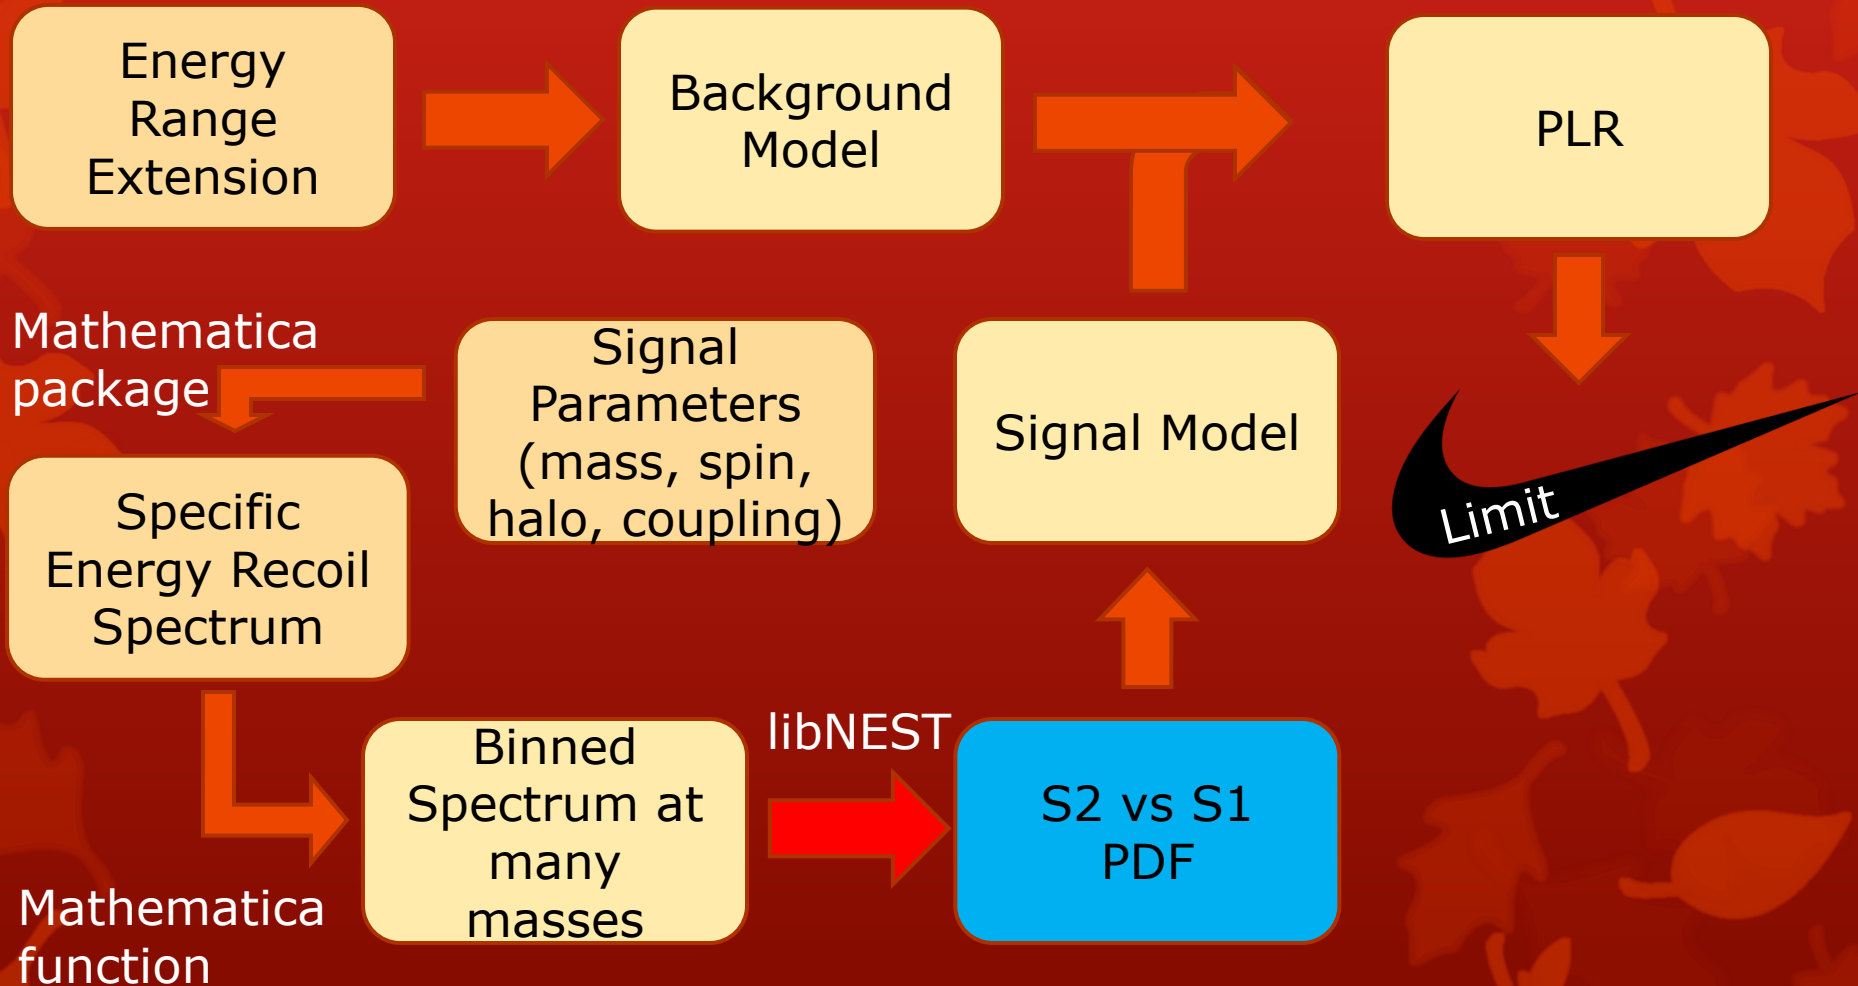 Energy
Range
Extension
Background
Model
PLR
Mathematica
package
Signal
Parameters
(mass, spin,
halo, coupling)
Signal Model
Limit
Specific
Energy Recoil
Spectrum
Binned
Spectrum at
many
masses
libNEST
S2 vs S1
PDF
Mathematica
function